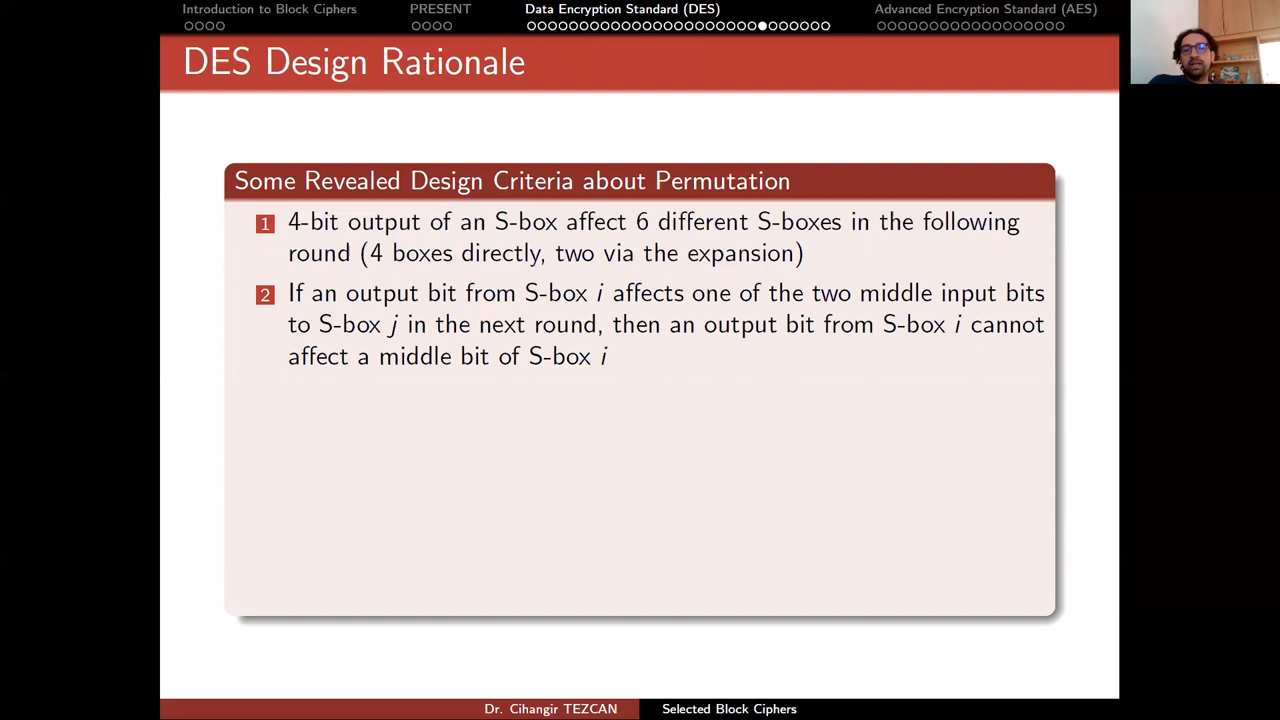 Introduction to Block Ciphers PRESENT Data Encryption Standard (DES) Advanced Encryption Standard (AES)
DES Design Rationale
Some Revealed Design Criteria about Permutation
1 4-bit output of an S-box affect 6 different S-boxes in the following
round (4 boxes directly, two via the expansion)
2 If an output bit from S-box i affects one of the two middle input bits
to S-box j in the next round, then an output bit from S-box i cannot
affect a middle bit of S-box i
Dr. Cihangir TEZCAN Selected Block Ciphers